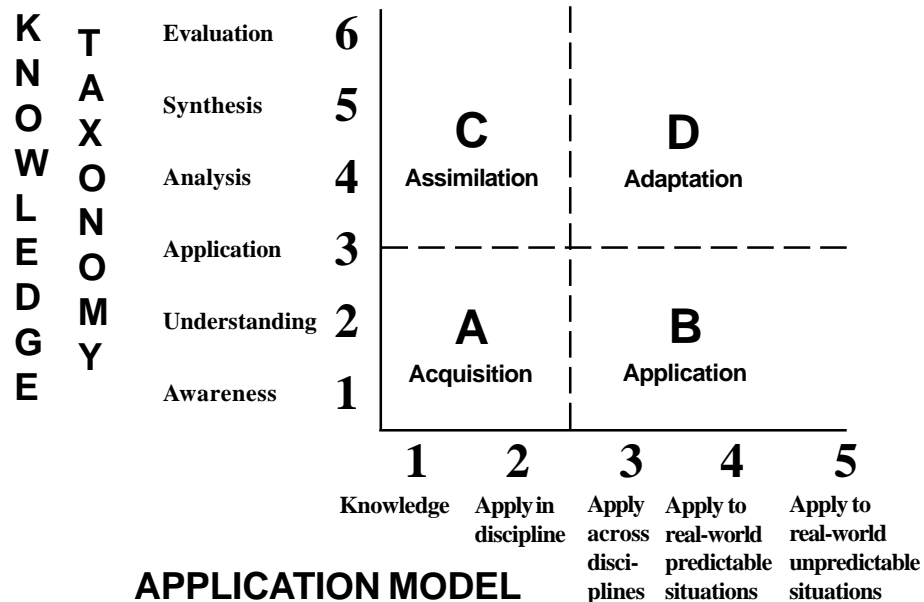 KNOWLEDGE
TAXONOMY
Evaluation 6
Synthesis 5
Analysis 4
Application 3
Understanding 2
Awareness 1
C
Assimilation
D
Adaptation
A
Acquisition
B
Application
1 2 3 4 5
Knowledge
Apply in
discipline
Apply
across
disci-
plines
Apply to
real-world
predictable
situations
Apply to
real-world
unpredictable
situations
APPLICATION MODEL